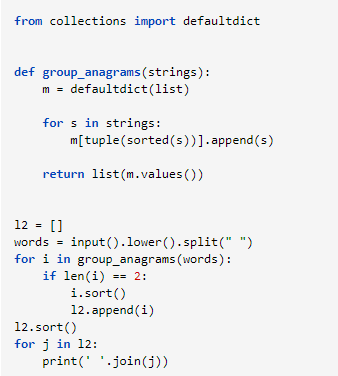 from collections import defaultdict
def group_anagrams(strings):
    m = defaultdict(list)
    for s in strings:
        m[tuple(sorted(s))].append(s)
    return list(m.values())
l2 = []
words = input().lower().split(" ")
for i in group_anagrams(words):
    if len(i) == 2:
        i.sort()
        l2.append(i)
l2.sort()
for j in l2:
    print(' '.join(j))